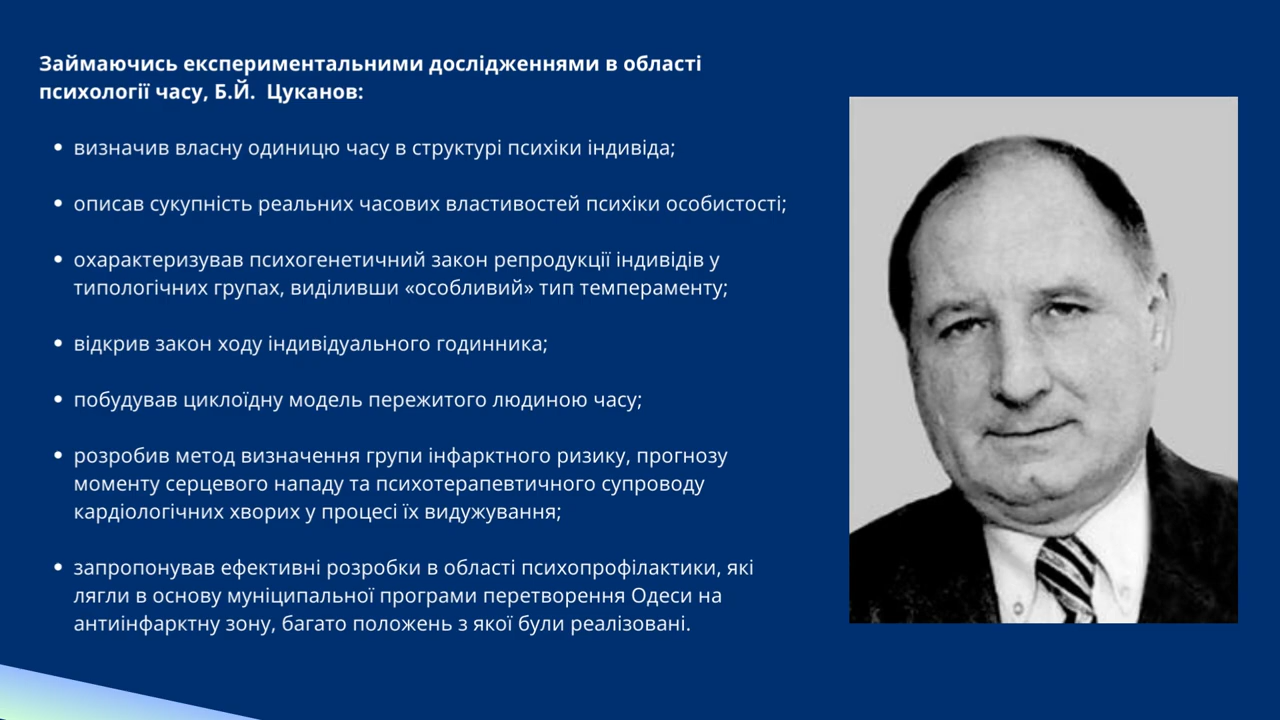 Займаючись експериментальними дослідженнями в області
психології часу, Б.Й.  Цуканов:
• визначив власну одиницю часу в структурі психіки індивіда;
• описав сукупність реальних часових властивостей психіки особистості;
• охарактеризував психогенетичний закон репродукції індивідів у
типологічних групах, виділивши «особливий» тип темпераменту;
• відкрив закон ходу індивідуального годинника;
• побудував циклоїдну модель пережитого людиною часу;
• розробив метод визначення групи інфарктного ризику, прогнозу
моменту серцевого нападу та психотерапевтичного супроводу
кардіологічних хворих у процесі їх видужування;
• запропонував ефективні розробки в області психопрофілактики, які
лягли в основу муніципальної програми перетворення Одеси на
антиінфарктну зону, багато положень з якої були реалізовані.